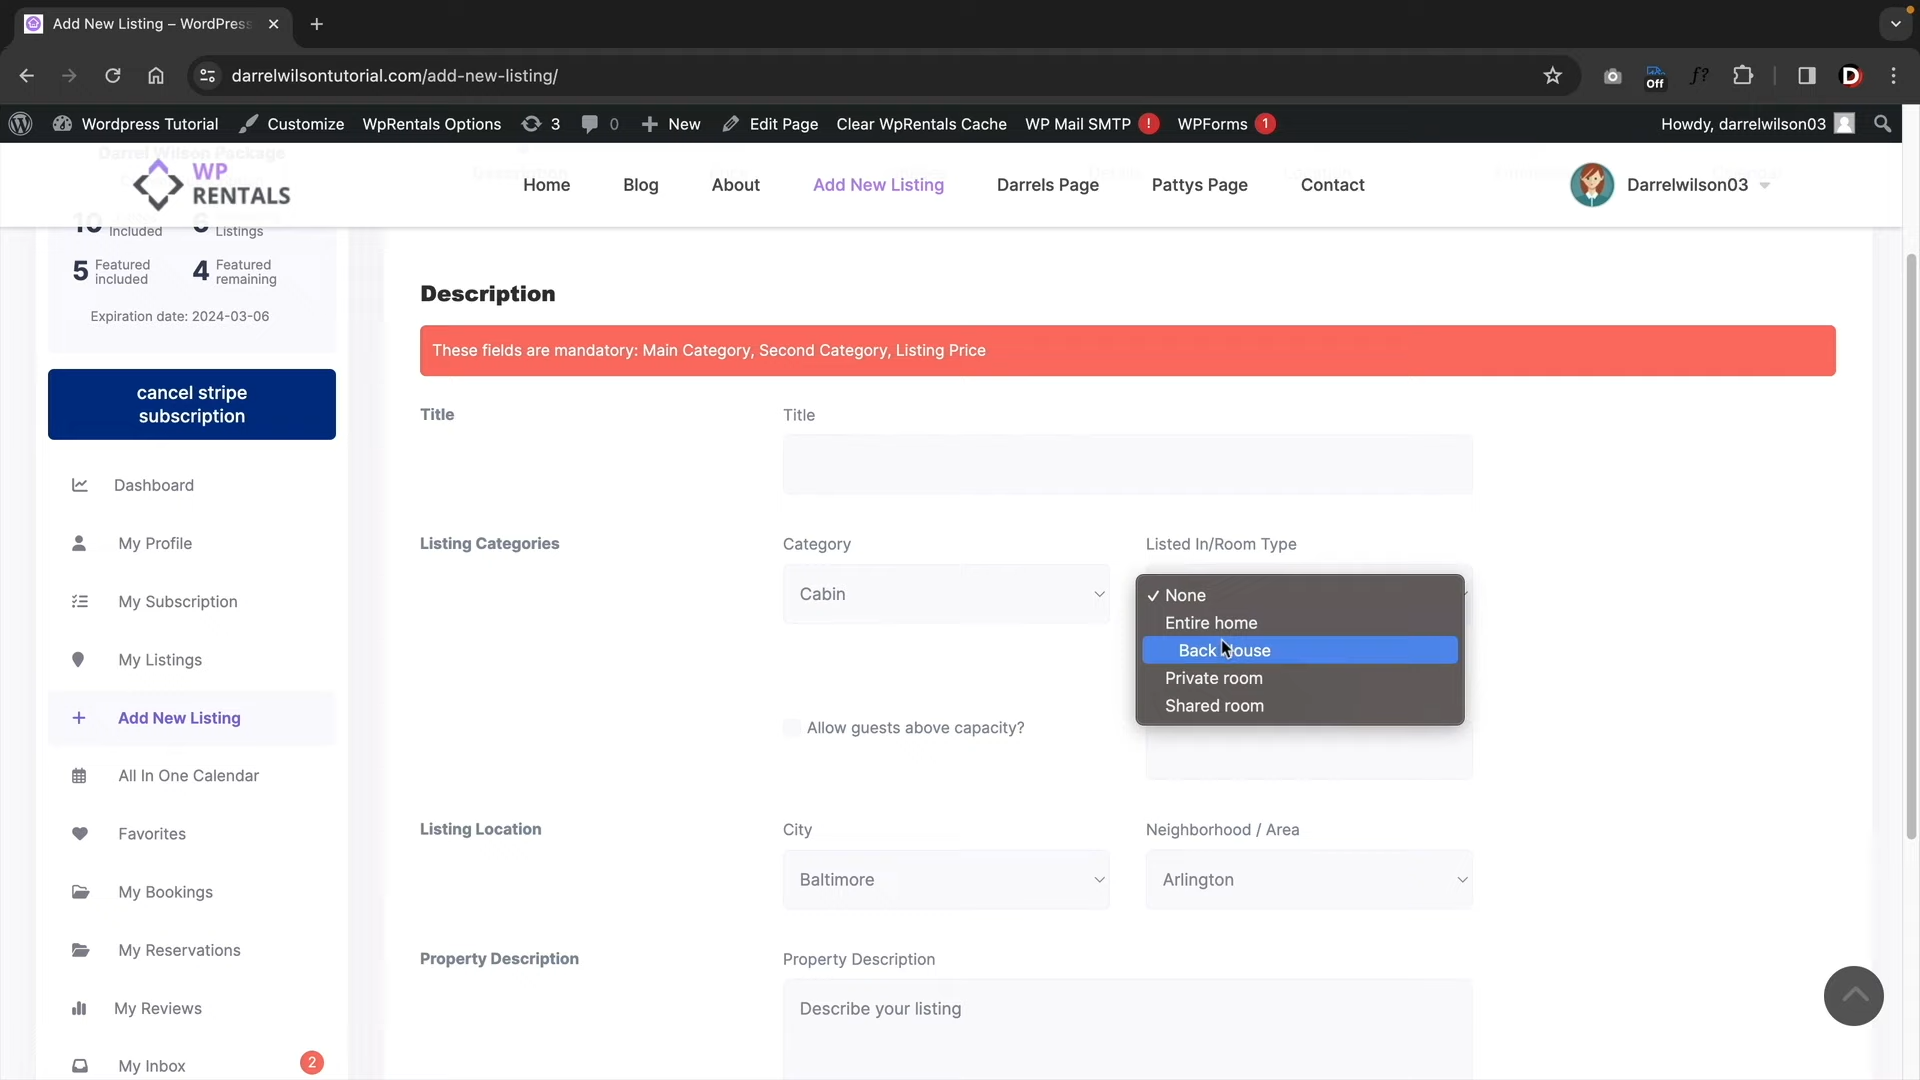 Add New Listing – WordPress
darrelwilsontutorial.com/add-new-listing/
Off
f?
D
Wordpress Tutorial Customize WpRentals Options 3 0 New Edit Page Clear WpRentals Cache WP Mail SMTP ! WPForms 1 Howdy, darrelwilson03
Darrel Wilson Package
WP RENTALS
Home Blog About Add New Listing Darrels Page Pattys Page Contact Darrelwilson03
10 Included 6 Listings
5 Featured included 4 Featured remaining
Expiration date: 2024-03-06
cancel stripe
subscription
Dashboard
My Profile
My Subscription
My Listings
Add New Listing
All In One Calendar
Favorites
My Bookings
My Reservations
My Reviews
My Inbox 2
Description
These fields are mandatory: Main Category, Second Category, Listing Price
Title Title
Listing Categories Category Listed In/Room Type
Cabin
None
Entire home
Back House
Private room
Shared room
Allow guests above capacity?
Listing Location City Neighborhood / Area
Baltimore Arlington
Property Description Property Description
Describe your listing